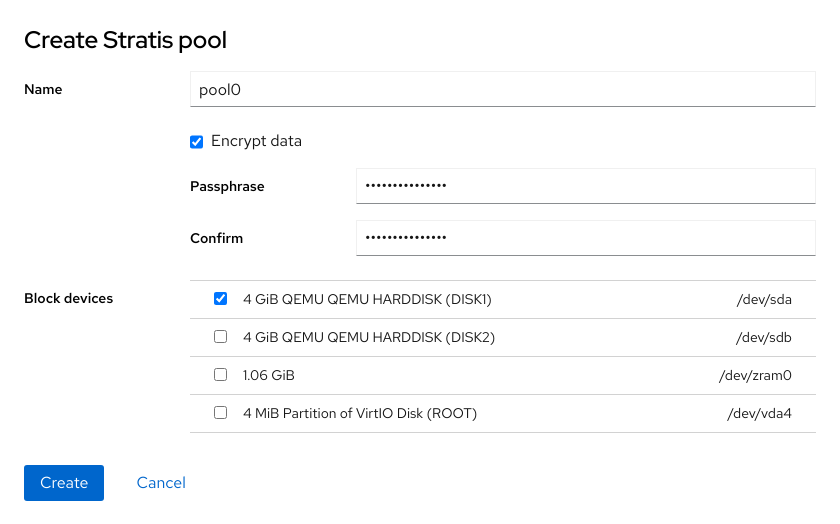 Create Stratis pool
Name pool0
Encrypt data
Passphrase •••••••••••••••
Confirm •••••••••••••••
Block devices 4 GiB QEMU QEMU HARDDISK (DISK1) /dev/sda
4 GiB QEMU QEMU HARDDISK (DISK2) /dev/sdb
1.06 GiB /dev/zram0
4 MiB Partition of VirtIO Disk (ROOT) /dev/vda4
Create Cancel